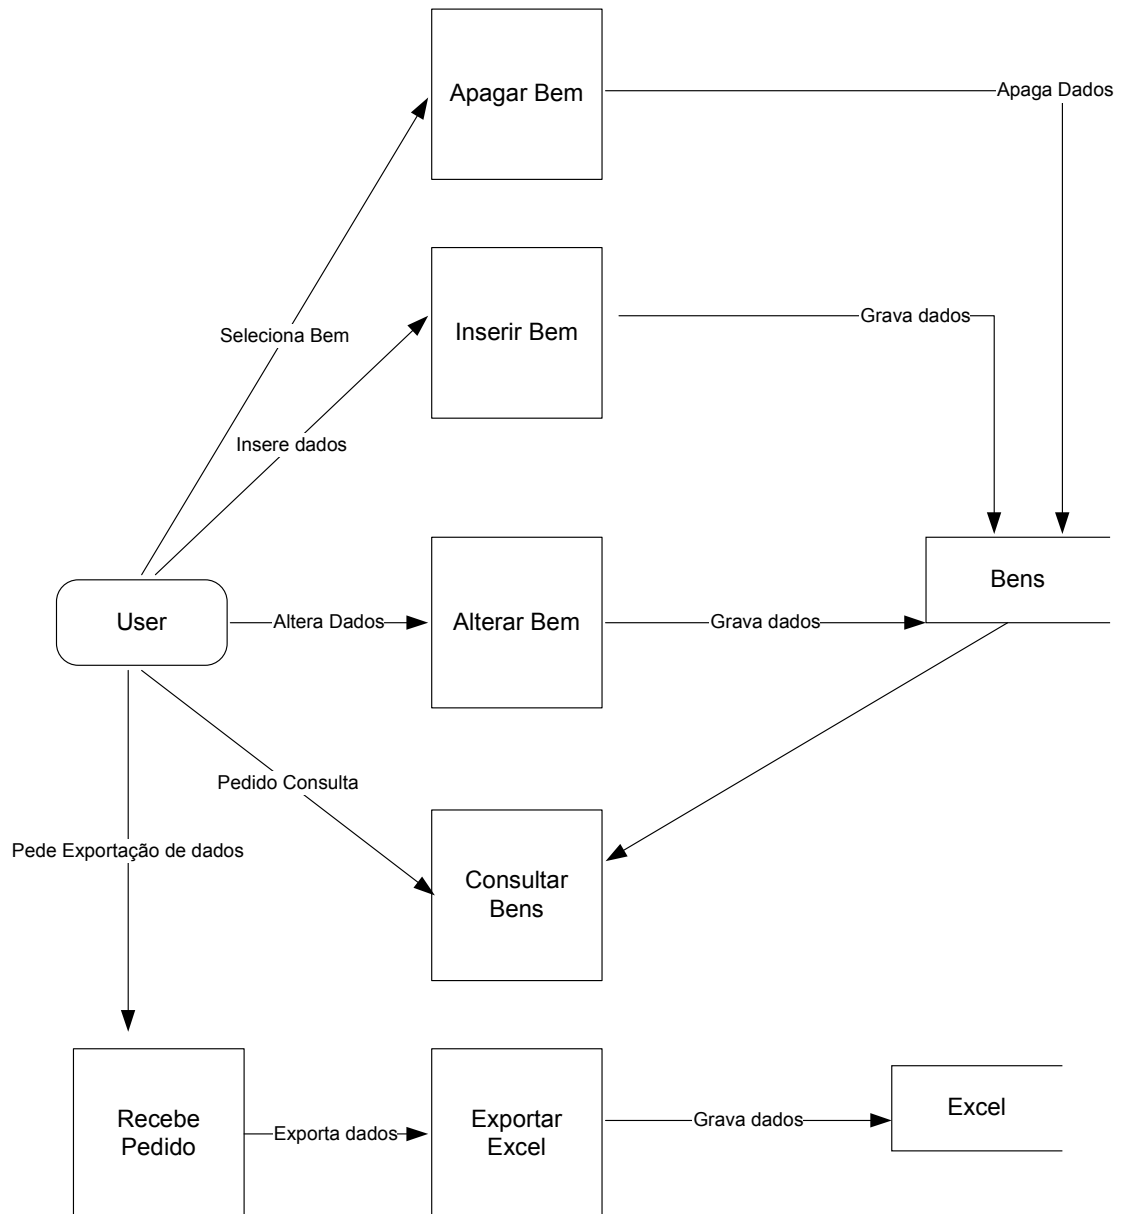 Apagar Bem
Apaga Dados
Seleciona Bem
Inserir Bem
Grava dados
Insere dados
User
Altera Dados
Alterar Bem
Grava dados
Bens
Pedido Consulta
Pede Exportação de dados
Consultar
Bens
Recebe
Pedido
Exporta dados
Exportar
Excel
Grava dados
Excel